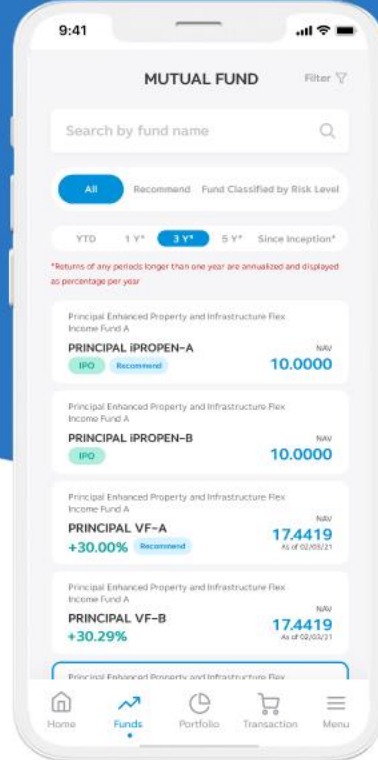 9:41
MUTUAL FUND
Filter
Search by fund name
All Recommend Fund Classified by Risk Level
YTD 1 Y* 3 Y* 5 Y* Since Inception*
*Returns of any periods longer than one year are annualized and displayed
as percentage per year
Principal Enhanced Property and Infrastructure Flex
Income Fund A
PRINCIPAL iPROPEN-A
IPO Recommend
NAV
10.0000
Principal Enhanced Property and Infrastructure Flex
Income Fund A
PRINCIPAL iPROPEN-B
IPO
NAV
10.0000
Principal Enhanced Property and Infrastructure Flex
Income Fund A
PRINCIPAL VF-A
+30.00% Recommend
NAV
17.4419
As of 02/03/21
Principal Enhanced Property and Infrastructure Flex
Income Fund A
PRINCIPAL VF-B
+30.29%
NAV
17.4419
As of 02/03/21
Principal Enhanced Property and Infrastructure Flex
Home Funds Portfolio Transaction Menu